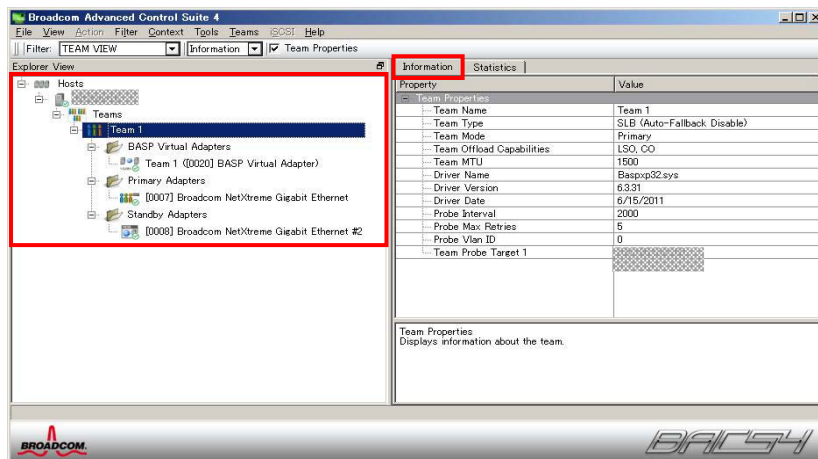 Broadcom Advanced Control Suite 4
File View Action Filter Context Tools Teams iSCSI Help
Filter: TEAM VIEW Information Team Properties
Explorer View
Hosts
Teams
Team 1
BASP Virtual Adapters
Team 1 ([0020] BASP Virtual Adapter)
Primary Adapters
[0007] Broadcom NetXtreme Gigabit Ethernet
Standby Adapters
[0008] Broadcom NetXtreme Gigabit Ethernet #2
Information Statistics
Property Value
Team Properties
Team Name Team 1
Team Type SLB (Auto-Fallback Disable)
Team Mode Primary
Team Offload Capabilities LSO, CO
Team MTU 1500
Driver Name Baspxp32.sys
Driver Version 6.3.31
Driver Date 6/15/2011
Probe Interval 2000
Probe Max Retries 5
Probe Vlan ID 0
Team Probe Target 1
Team Properties
Displays information about the team.
BROADCOM.
BACS4